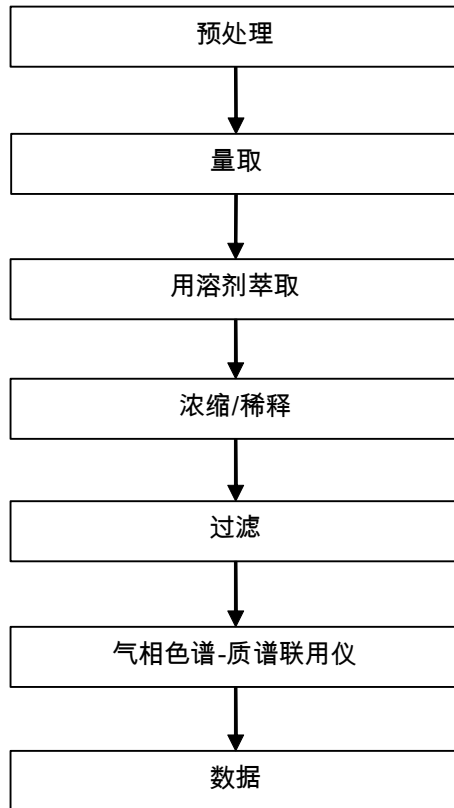 预处理
量取
用溶剂萃取
浓缩/稀释
过滤
气相色谱-质谱联用仪
数据